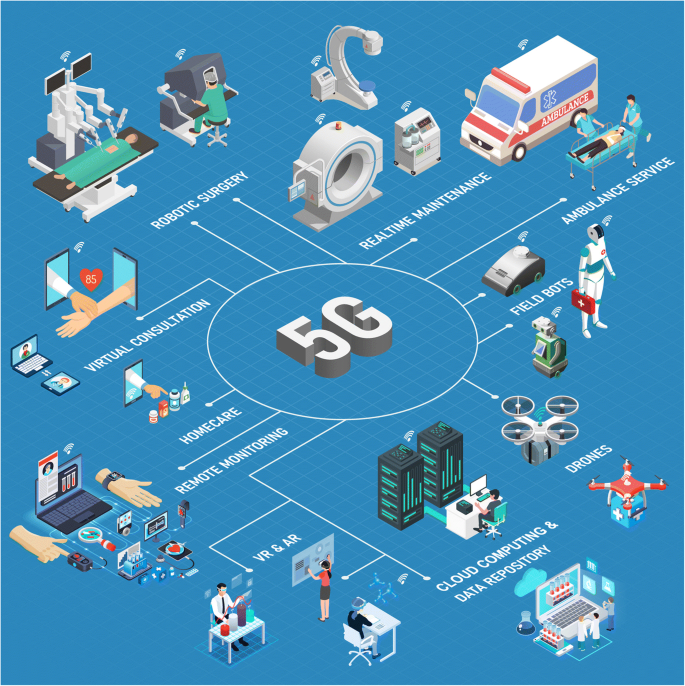 ROBOTIC SURGERY
REALTIME MAINTENANCE
AMBULANCE
AMBULANCE SERVICE
85
VIRTUAL CONSULTATION
5G
FIELD BOTS
HOMECARE
REMOTE MONITORING
DRONES
VR & AR
CLOUD COMPUTING &
DATA REPOSITORY